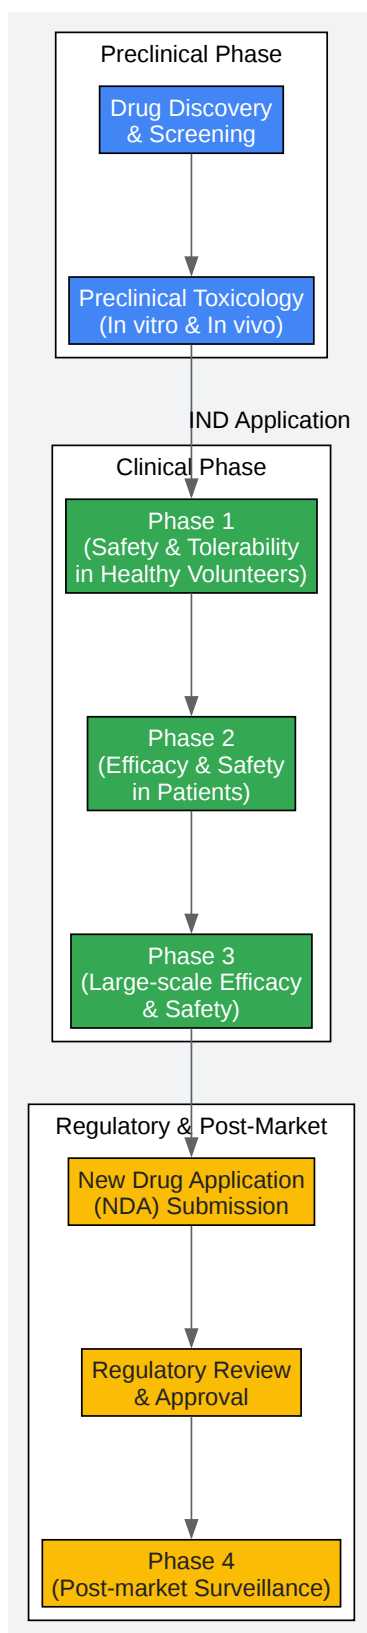 Preclinical Phase
Drug Discovery
& Screening
Preclinical Toxicology
(In vitro & In vivo)
IND Application
Clinical Phase
Phase 1
(Safety & Tolerability
in Healthy Volunteers)
Phase 2
(Efficacy & Safety
in Patients)
Phase 3
(Large-scale Efficacy
& Safety)
Regulatory & Post-Market
New Drug Application
(NDA) Submission
Regulatory Review
& Approval
Phase 4
(Post-market Surveillance)